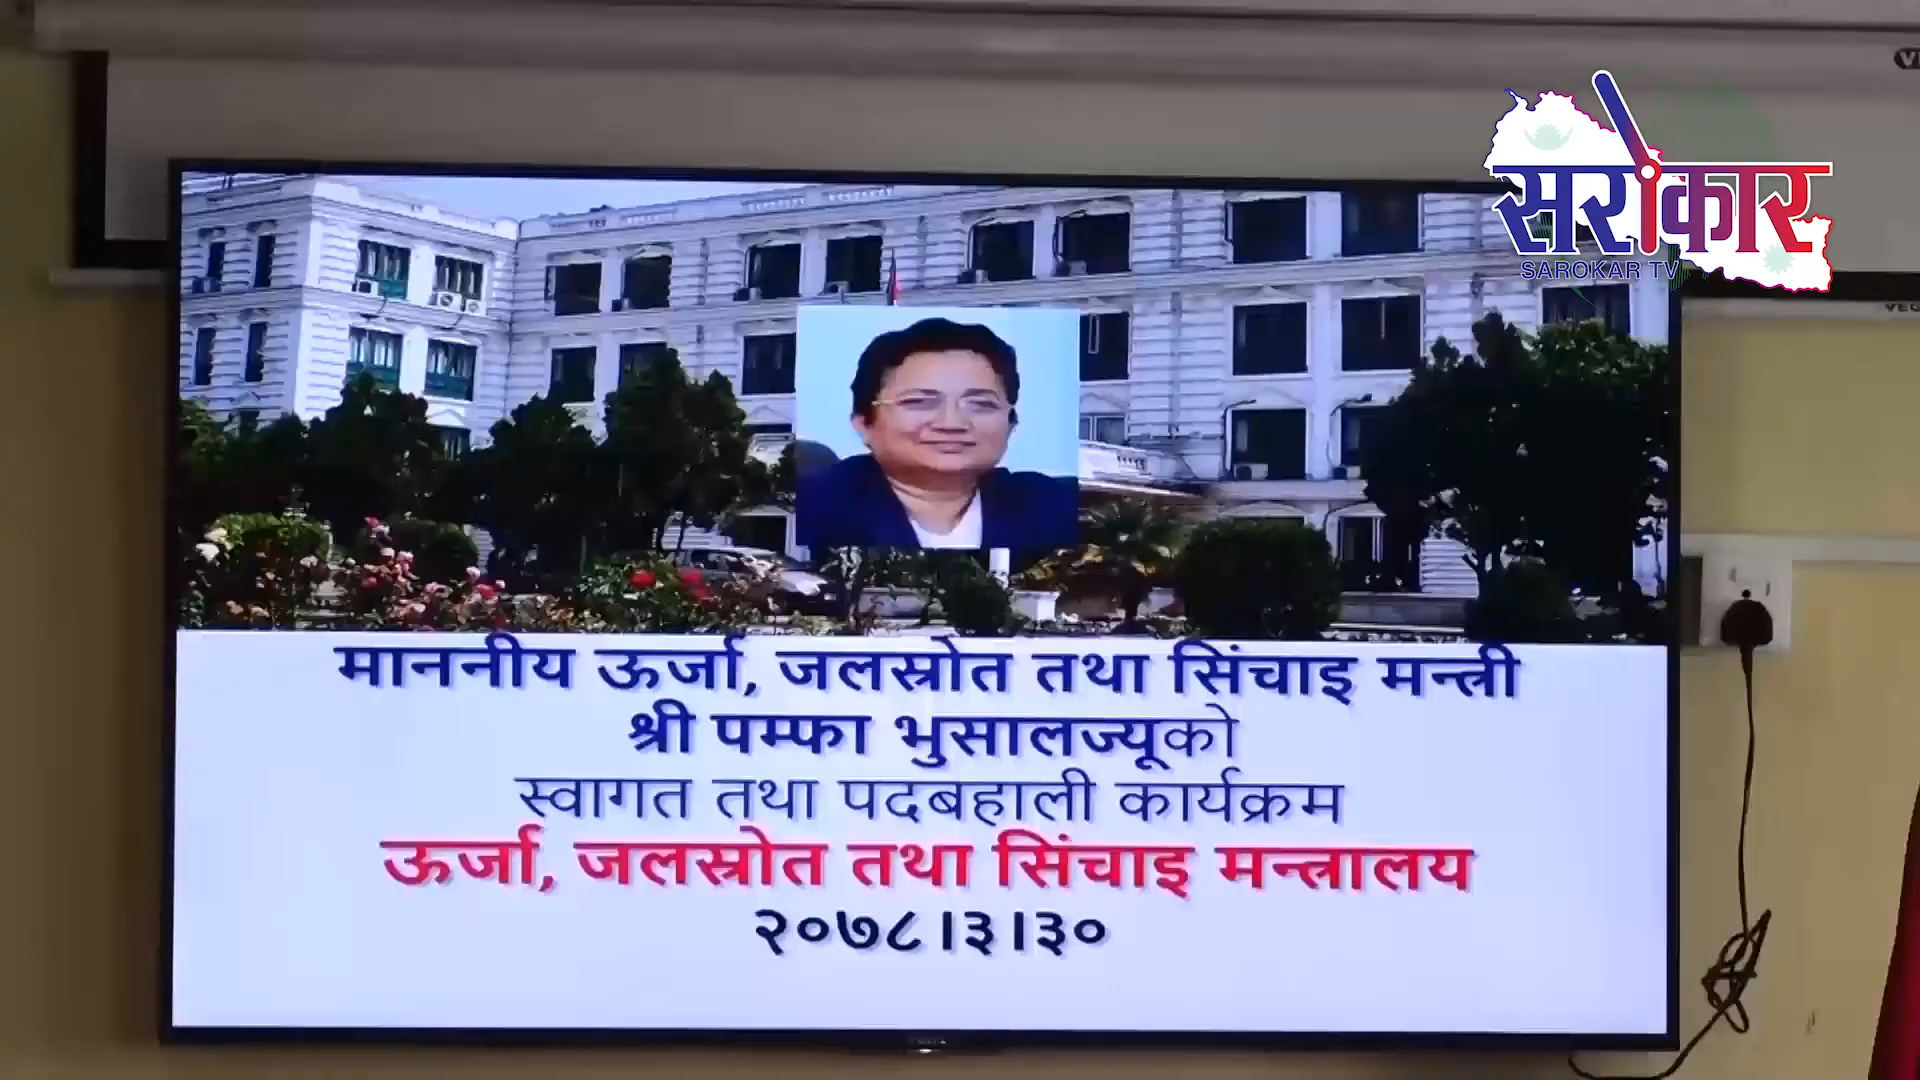 सरोकार
SAROKAR TV
माननीय ऊर्जा, जलस्रोत तथा सिंचाइ मन्त्री
श्री पम्फा भुसालज्यूको
स्वागत तथा पदबहाली कार्यक्रम
ऊर्जा, जलस्रोत तथा सिंचाइ मन्त्रालय
२०७८।३।३०